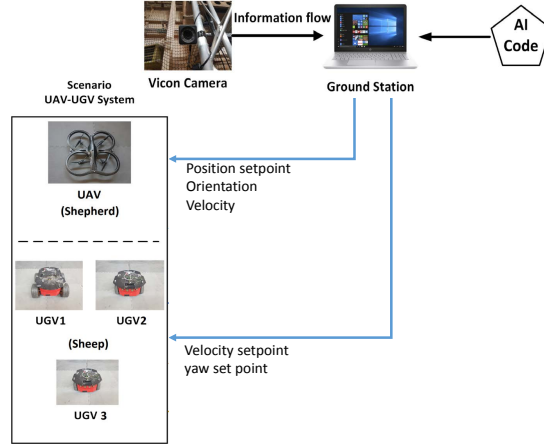 Information flow
AI
Code
Vicon Camera
Ground Station
Scenario
UAV-UGV System
UAV
(Shepherd)
Position setpoint
Orientation
Velocity
UGV1
UGV2
(Sheep)
UGV 3
Velocity setpoint
yaw set point